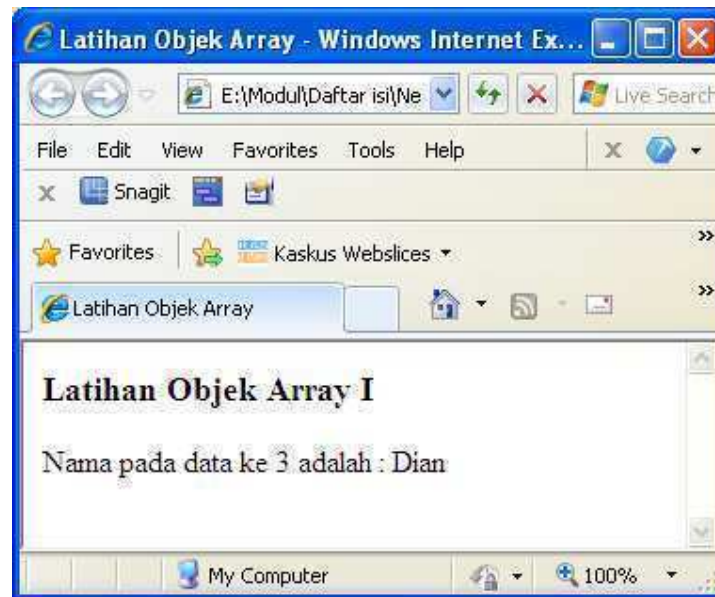 Latihan Objek Array - Windows Internet Ex...
E:\Modul\Daftar isi\Ne
Live Search
File Edit View Favorites Tools Help
x Snagit
Favorites Kaskus Webslices
Latihan Objek Array
Latihan Objek Array I
Nama pada data ke 3 adalah : Dian
My Computer 100%